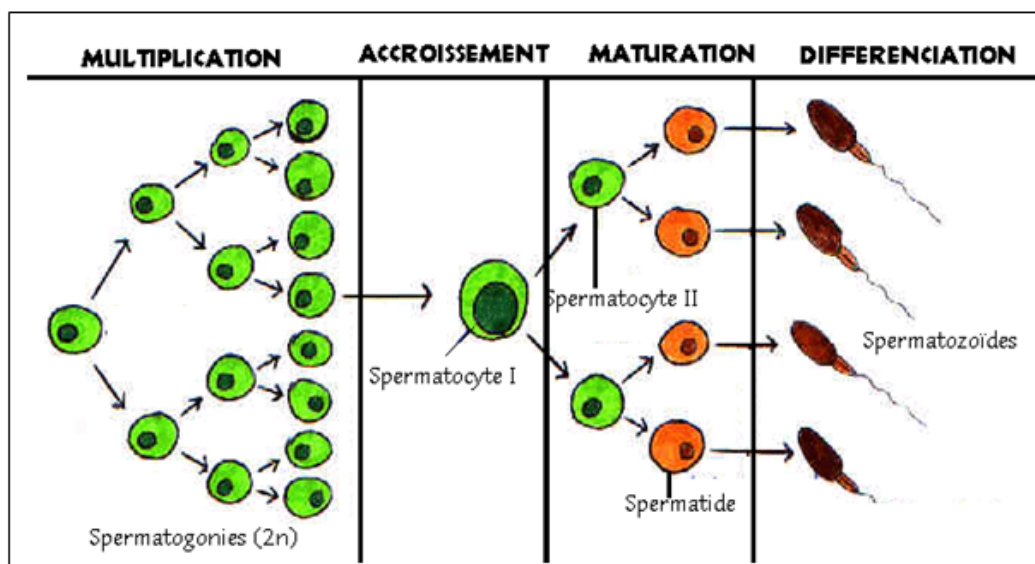 MULTIPLICATION
ACCROISSEMENT
MATURATION
DIFFERENCIATION
Spermatocyte II
Spermatozoïdes
Spermatocyte I
Spermatide
Spermatogonies (2n)